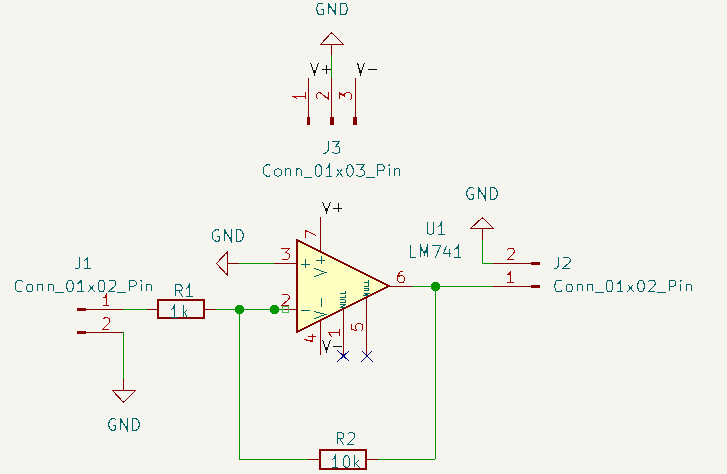 GND
V+ V-
1 2 3
J3
Conn_01x03_Pin
GND
V+
7
U1
LM741
GND
3
+
V+
2
J2
6
1
Conn_01x02_Pin
J1
Conn_01x02_Pin
1
R1
1k
2
-
V-
NULL
NULL
2
4
V-
1
5
GND
R2
10k